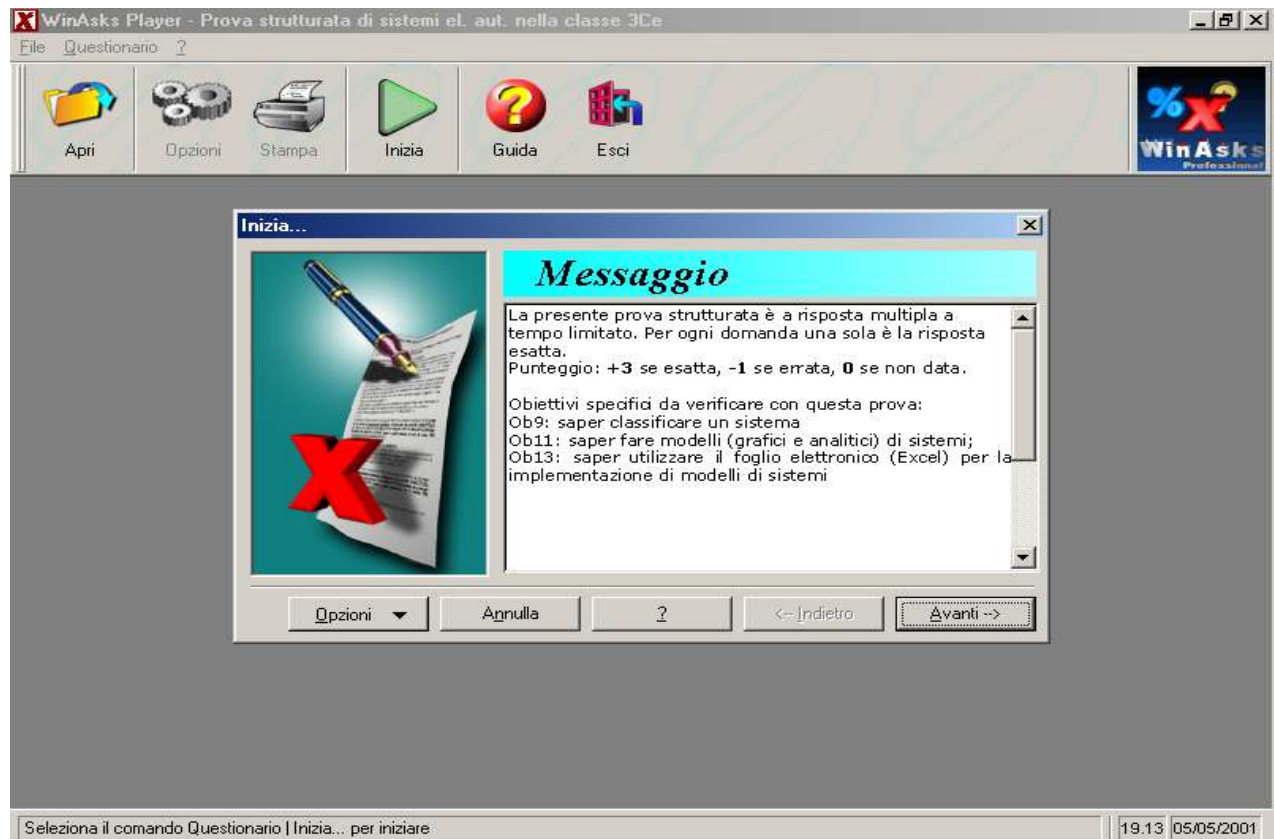 WinAsks Player - Prova strutturata di sistemi el. aut. nella classe 3Ce
File Questionario ?
Apri Opzioni Stampa Inizia Guida Esci
%X?
WinAsks
Professional
Inizia...
Messaggio
La presente prova strutturata è a risposta multipla a
tempo limitato. Per ogni domanda una sola è la risposta
esatta.
Punteggio: +3 se esatta, -1 se errata, 0 se non data.
Obiettivi specifici da verificare con questa prova:
Ob9: saper classificare un sistema
Ob11: saper fare modelli (grafici e analitici) di sistemi;
Ob13: saper utilizzare il foglio elettronico (Excel) per la
implementazione di modelli di sistemi
Opzioni Annulla ? <-- Indietro Avanti -->
Seleziona il comando Questionario | Inizia... per iniziare 19.13 05/05/2001